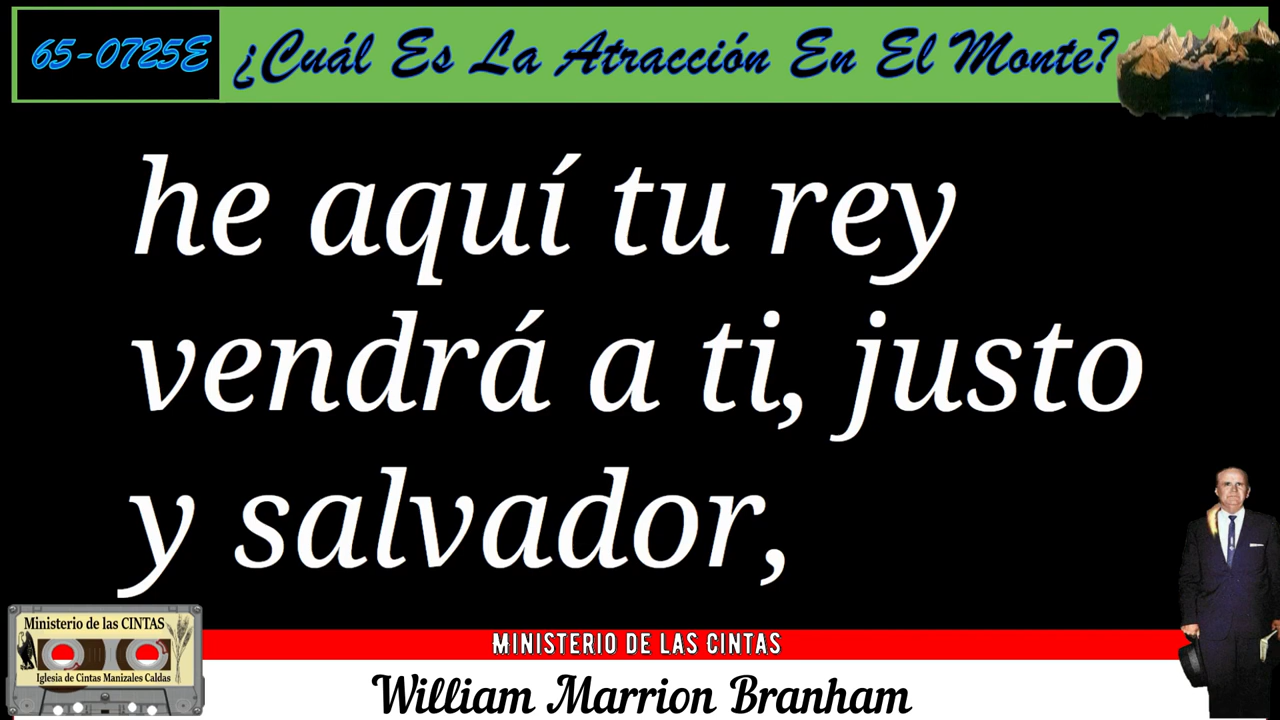 65-0725E ¿Cuál Es La Atracción En El Monte?
he aquí tu rey
vendrá a ti, justo
y salvador,
Ministerio de las CINTAS
Iglesia de Cintas Manizales Caldas
MINISTERIO DE LAS CINTAS
William Marrion Branham